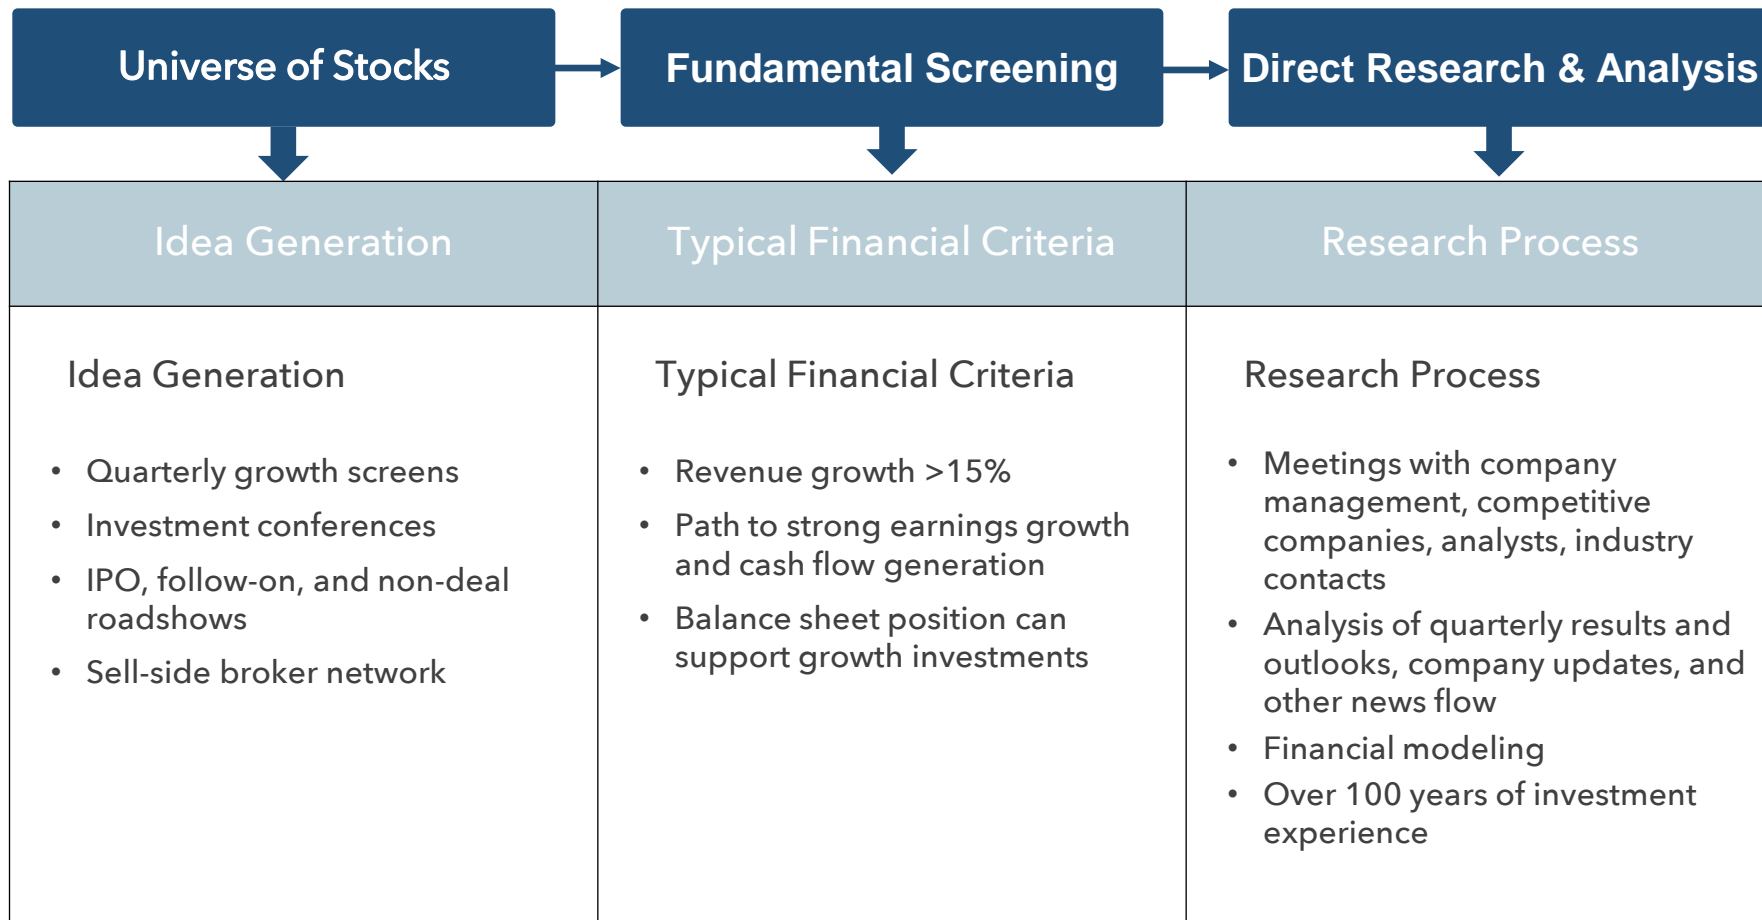 Universe of Stocks
Fundamental Screening
Direct Research & Analysis
Idea Generation
Typical Financial Criteria
Research Process
Idea Generation
• Quarterly growth screens
• Investment conferences
• IPO, follow-on, and non-deal
roadshows
• Sell-side broker network
Typical Financial Criteria
• Revenue growth >15%
• Path to strong earnings growth
and cash flow generation
• Balance sheet position can
support growth investments
Research Process
• Meetings with company
management, competitive
companies, analysts, industry
contacts
• Analysis of quarterly results and
outlooks, company updates, and
other news flow
• Financial modeling
• Over 100 years of investment
experience